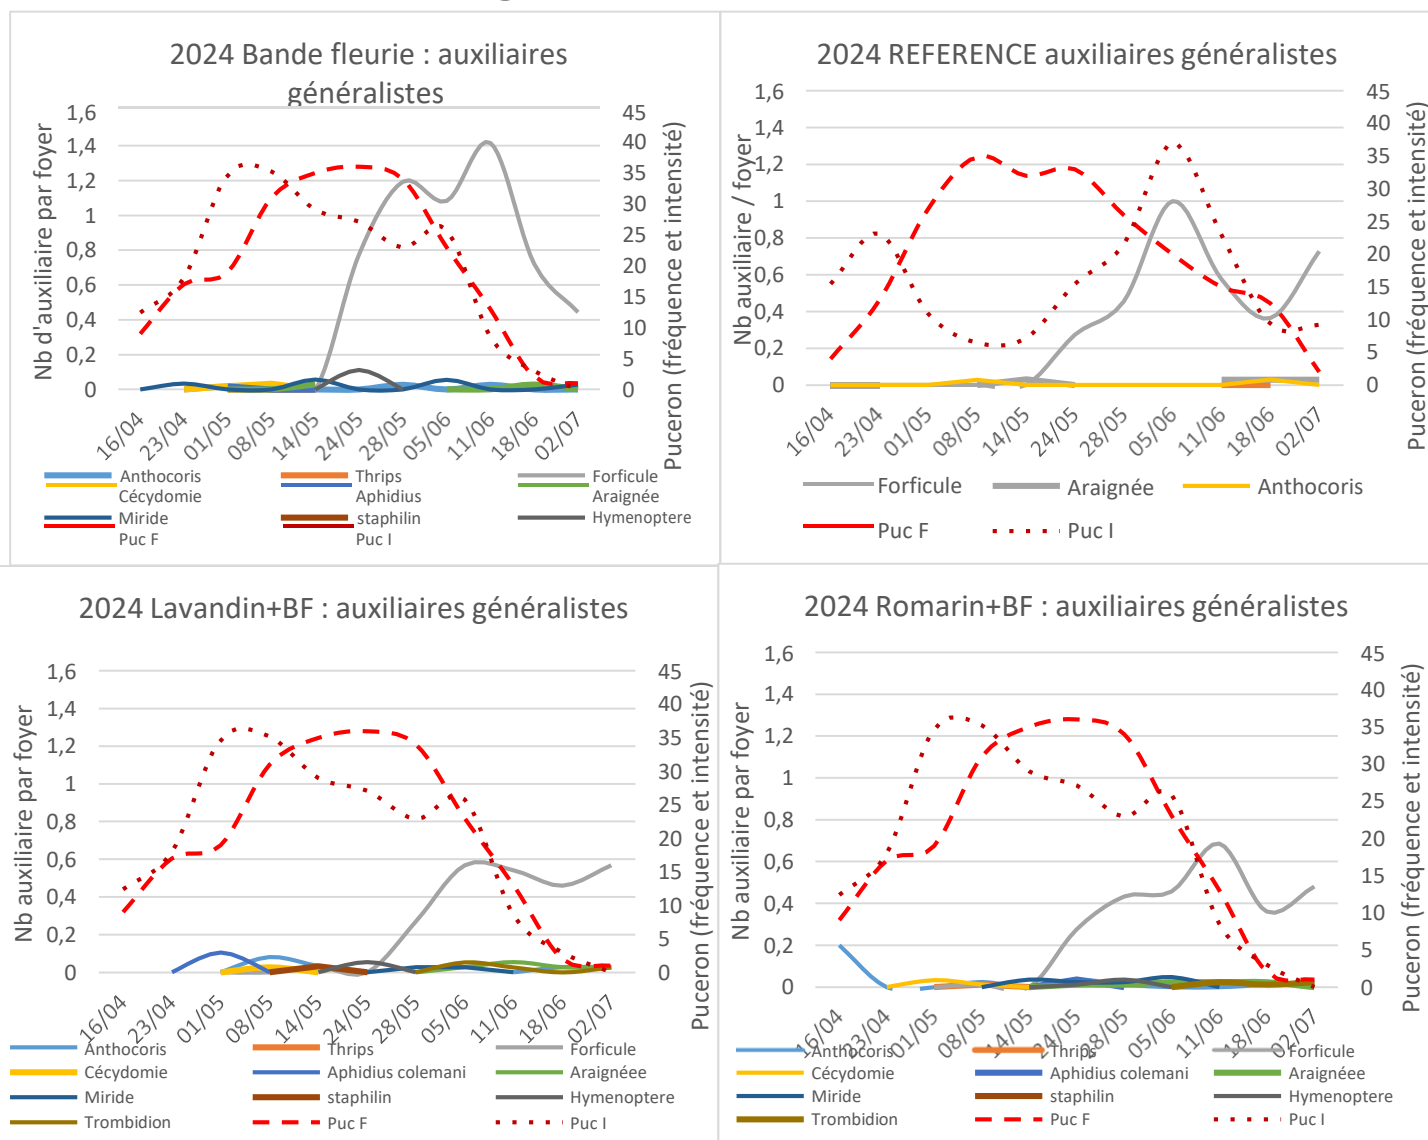 2024 Bande fleurie : auxiliaires
généralistes
Nb d'auxiliaire par foyer
1,6
1,4
1,2
1
0,8
0,6
0,4
0,2
0
45
40
35
30
25
20
15
10
5
0
Puceron (fréquence et intensité)
16/04 23/04 01/05 08/05 14/05 24/05 28/05 05/06 11/06 18/06 02/07
Anthocoris Thrips Forficule
Cécydomie Aphidius Araignée
Miride staphilin Hymenoptere
Puc F Puc I
2024 REFERENCE auxiliaires généralistes
Nb auxiliaire / foyer
1,6
1,4
1,2
1
0,8
0,6
0,4
0,2
0
45
40
35
30
25
20
15
10
5
0
Puceron (fréquence et intensité)
16/04 23/04 01/05 08/05 14/05 24/05 28/05 05/06 11/06 18/06 02/07
Forficule Araignée Anthocoris
Puc F Puc I
2024 Lavandin+BF : auxiliaires généralistes
Nb auxiliaire par foyer
1,6
1,4
1,2
1
0,8
0,6
0,4
0,2
0
45
40
35
30
25
20
15
10
5
0
Puceron (fréquence et intensité)
16/04 23/04 01/05 08/05 14/05 24/05 28/05 05/06 11/06 18/06 02/07
Anthocoris Thrips Forficule
Cécydomie Aphidius colemani Araignéee
Miride staphilin Hymenoptere
Trombidion Puc F Puc I
2024 Romarin+BF : auxiliaires généralistes
Nb auxiliaire par foyer
1,6
1,4
1,2
1
0,8
0,6
0,4
0,2
0
45
40
35
30
25
20
15
10
5
0
Puceron (fréquence et intensité)
16/04 23/04 01/05 08/05 14/05 24/05 28/05 05/06 11/06 18/06 02/07
Anthocoris Thrips Forficule
Cécydomie Aphidius colemani Araignéee
Miride staphilin Hymenoptere
Trombidion Puc F Puc I